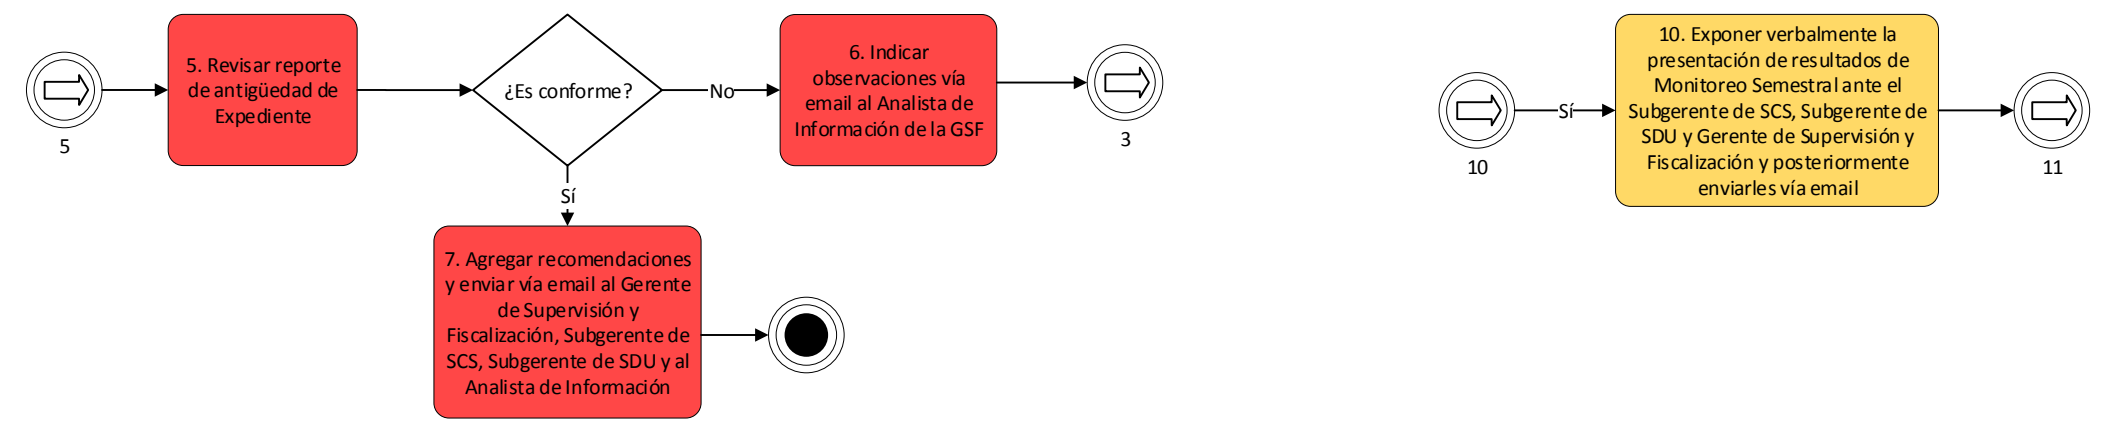 5. Revisar reporte
de antigüedad de
Expediente
5
¿Es conforme?
No
Sí
6. Indicar
observaciones vía
email al Analista de
Información de la GSF
3
7. Agregar recomendaciones
y enviar vía email al Gerente
de Supervisión y
Fiscalización, Subgerente de
SCS, Subgerente de SDU y al
Analista de Información
10
Sí
10. Exponer verbalmente la
presentación de resultados de
Monitoreo Semestral ante el
Subgerente de SCS, Subgerente de
SDU y Gerente de Supervisión y
Fiscalización y posteriormente
enviarles vía email
11